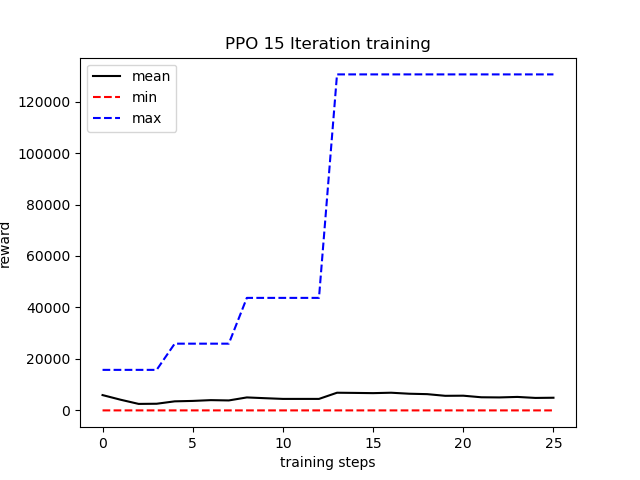 PPO 15 Iteration training
mean
min
max
120000
100000
80000
60000
40000
20000
0
reward
0 5 10 15 20 25
training steps